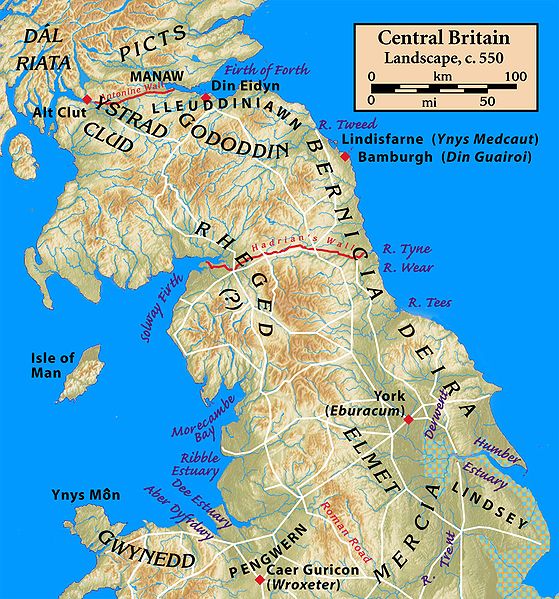 DÁL
RIATA
PICTS
Central Britain
Landscape, c. 550
0 km 100
0 mi 50
MANAW
Firth of Forth
Antonine Wall
Din Eidyn
Alt Clut
LLEUDDINIAWN
YSTRAD
CLUD
GODODDIN
R. Tweed
Lindisfarne (Ynys Medcaut)
Bamburgh (Din Guairoi)
BERNICIA
RHEGED
(?)
Hadrian's Wall
R. Tyne
R. Wear
Solway Firth
R. Tees
Isle of
Man
DEIRA
York
(Eburacum)
Derwent
Morecambe
Bay
ELMET
Humber
Estuary
Ribble
Estuary
Ynys Môn
Dee Estuary
Aber Dyfrdwy
LINDSEY
MERCIA
Roman Road
GWYNEDD
PENGWERN
R. Trent
Caer Guricon
(Wroxeter)